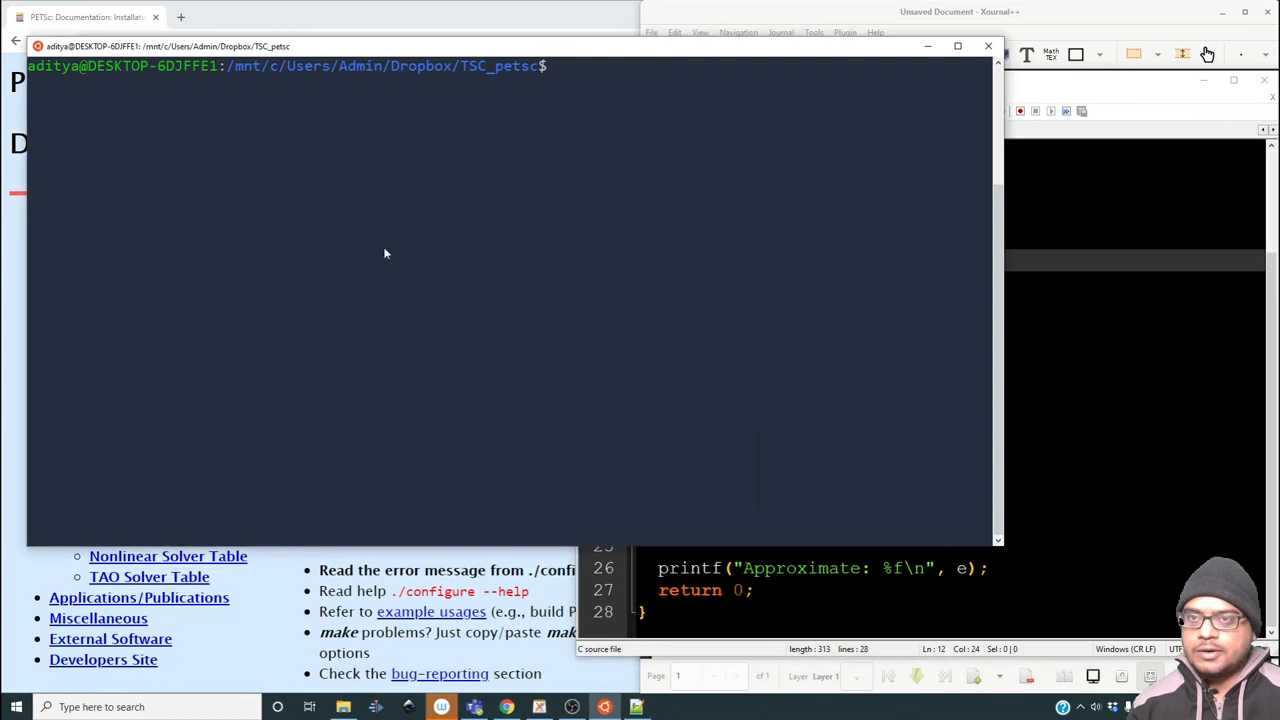 PETSc: Documentation: Installati
Unsaved Document - Xournal++
File Edit View Navigation Journal Tools Plugin Help
aditya@DESKTOP-6DJFFE1: /mnt/c/Users/Admin/Dropbox/TSC_petsc
aditya@DESKTOP-6DJFFE1:/mnt/c/Users/Admin/Dropbox/TSC_petsc$
Math
TEX
P
D
Nonlinear Solver Table
TAO Solver Table
Applications/Publications
Miscellaneous
External Software
Developers Site
Read the error message from ./confi
Read help ./configure --help
Refer to example usages (e.g., build P
make problems? Just copy/paste mak
options
Check the bug-reporting section
25
26 printf("Approximate: %f\n", e);
27 return 0;
28 }
C source file length : 313 lines : 28 Ln : 12 Col : 24 Sel : 0 | 0 Windows (CR LF) UTF
Page: 1 of 1 Layer Layer 1
Type here to search